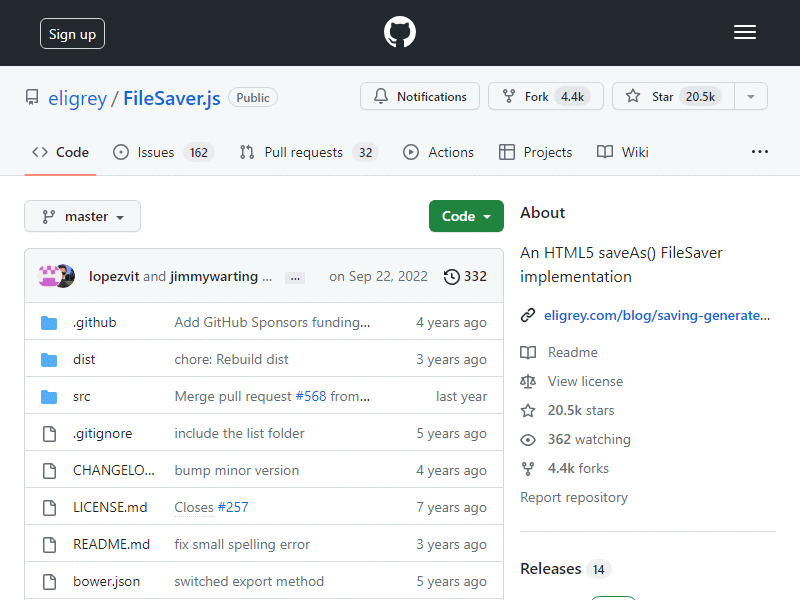 Sign up
eligrey / FileSaver.js Public
Notifications Fork 4.4k Star 20.5k
Code Issues 162 Pull requests 32 Actions Projects Wiki ...
master Code
lopezvit and jimmywarting ... ... on Sep 22, 2022 332
.github Add GitHub Sponsors funding... 4 years ago
dist chore: Rebuild dist 3 years ago
src Merge pull request #568 from... last year
.gitignore include the list folder 5 years ago
CHANGELO... bump minor version 4 years ago
LICENSE.md Closes #257 7 years ago
README.md fix small spelling error 3 years ago
bower.json switched export method 5 years ago
About
An HTML5 saveAs() FileSaver
implementation
eligrey.com/blog/saving-generate...
Readme
View license
20.5k stars
362 watching
4.4k forks
Report repository
Releases 14